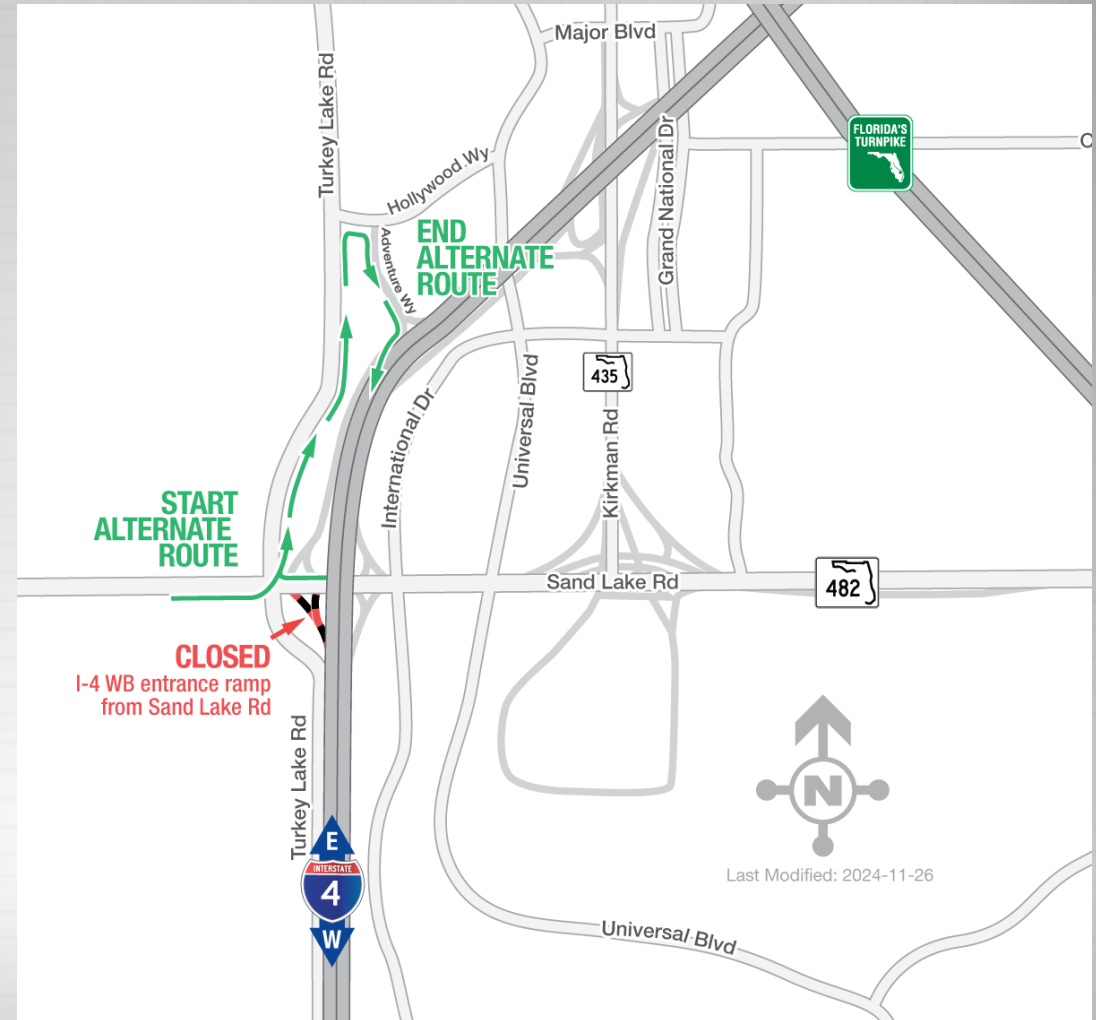 Major Blvd
Turkey Lake Rd
FLORIDA'S
TURNPIKE
C
Hollywood Wy
Grand National Dr
Adventure Wy
END
ALTERNATE
ROUTE
435
International Dr
Universal Blvd
Kirkman Rd
START
ALTERNATE
ROUTE
Sand Lake Rd
482
CLOSED
I-4 WB entrance ramp
from Sand Lake Rd
Turkey Lake Rd
N
E
INTERSTATE
4
W
Last Modified: 2024-11-26
Universal Blvd